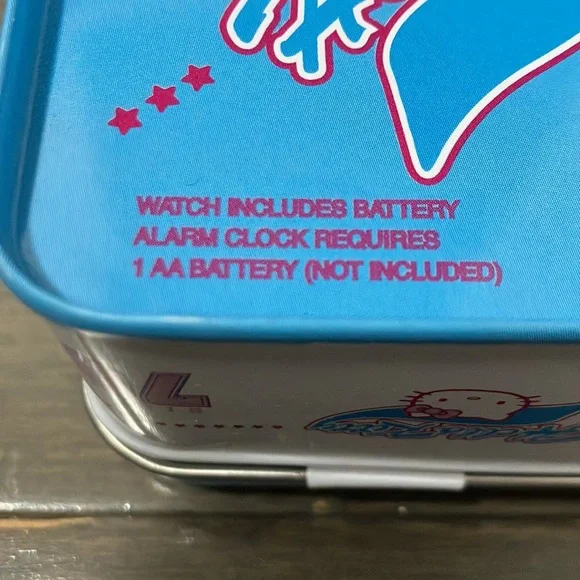 WATCH INCLUDES BATTERY
ALARM CLOCK REQUIRES
1 AA BATTERY (NOT INCLUDED)